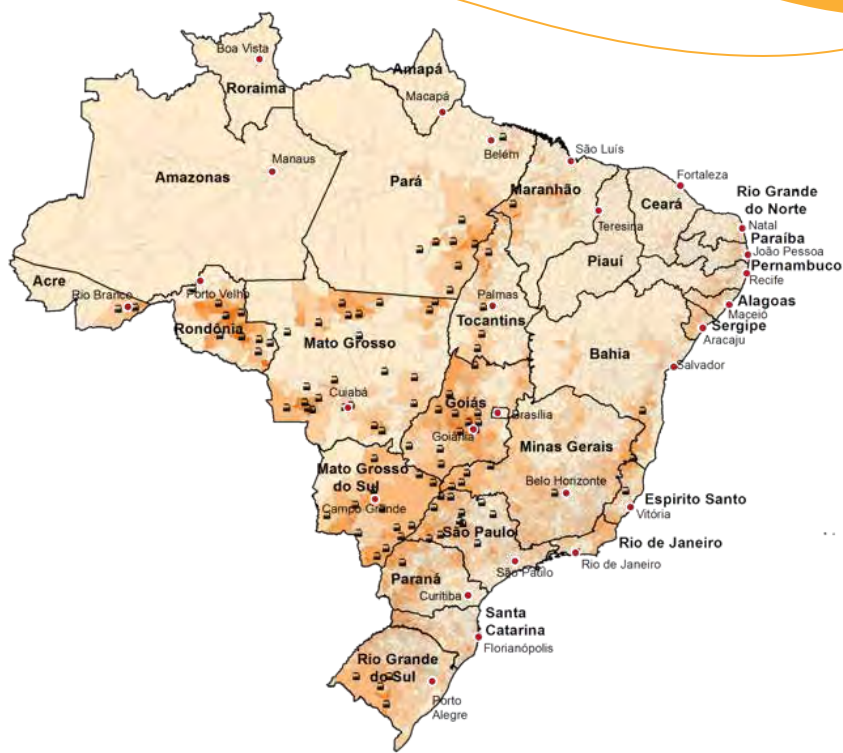 Boa Vista
Roraima
Amapá
Macapá
Belém
São Luís
Manaus
Amazonas
Pará
Maranhão
Fortaleza
Ceará
Rio Grande
do Norte
Natal
Teresina
Paraíba
João Pessoa
Piauí
Pernambuco
Recife
Acre
Rio Branco
Porto Velho
Rondônia
Palmas
Tocantins
Alagoas
Maceió
Sergipe
Aracaju
Mato Grosso
Bahia
Salvador
Cuiabá
Goiás
Brasília
Goiânia
Minas Gerais
Mato Grosso
do Sul
Belo Horizonte
Campo Grande
Espirito Santo
Vitória
São Paulo
Rio de Janeiro
Rio de Janeiro
São Paulo
Paraná
Curitiba
Santa
Catarina
Florianópolis
Rio Grande
do Sul
Porto
Alegre